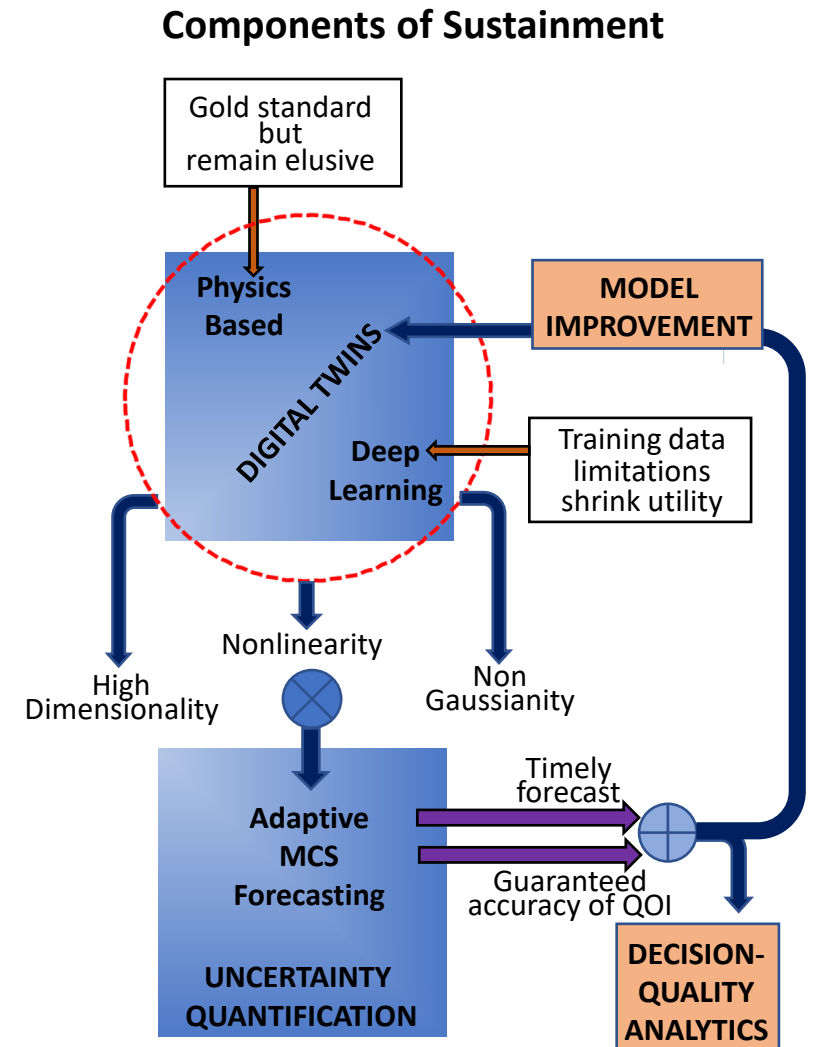 Components of Sustainment
Gold standard
but
remain elusive
Physics
Based
DIGITAL TWINS
Deep
Learning
MODEL
IMPROVEMENT
Training data
limitations
shrink utility
High
Dimensionality
Nonlinearity
Non
Gaussianity
Adaptive
MCS
Forecasting
UNCERTAINTY
QUANTIFICATION
Timely
forecast
Guaranteed
accuracy of QOI
DECISION-
QUALITY
ANALYTICS